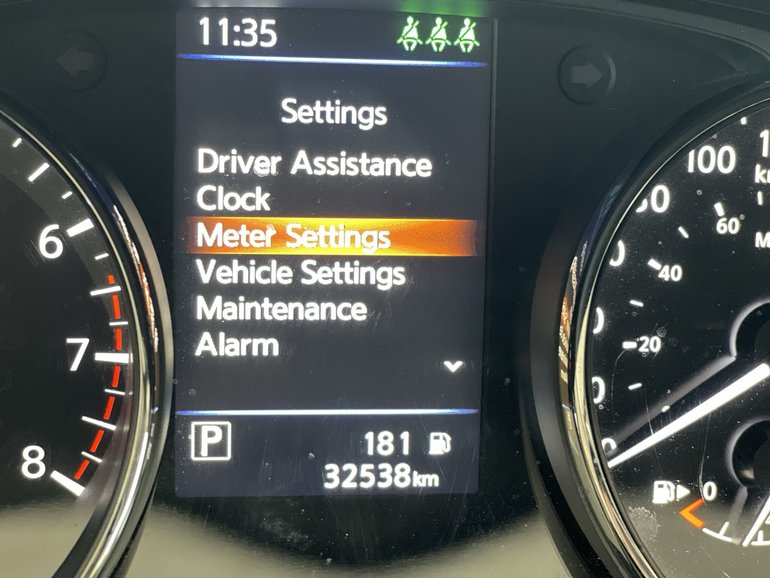 11:35
Settings
Driver Assistance
Clock
Meter Settings
Vehicle Settings
Maintenance
Alarm
P
181
32538km
6
7
8
100
60
40
20
0